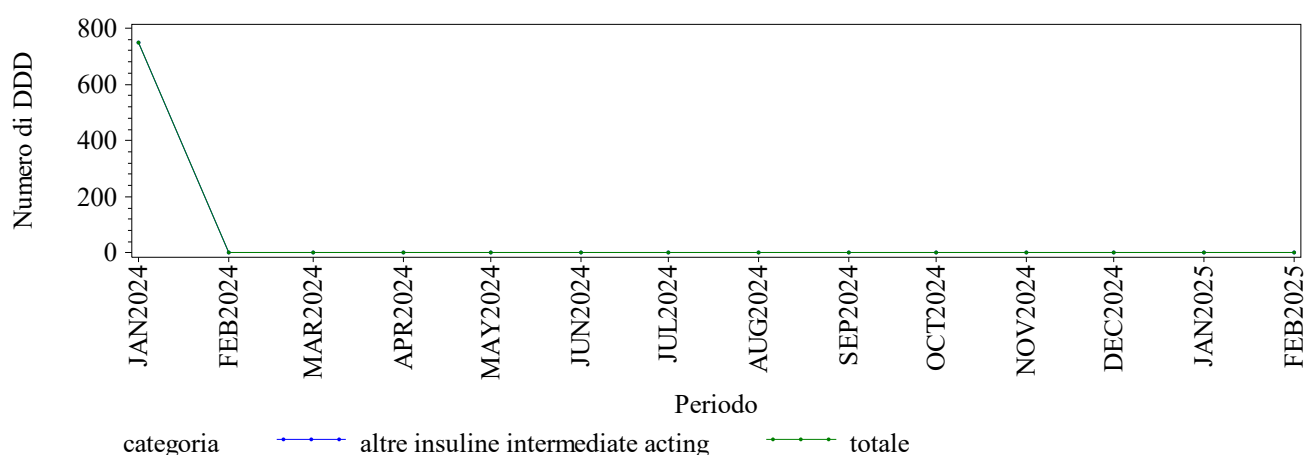 Numero di DDD
800
600
400
200
0
JAN2024
FEB2024
MAR2024
APR2024
MAY2024
JUN2024
JUL2024
AUG2024
SEP2024
OCT2024
NOV2024
DEC2024
JAN2025
FEB2025
Periodo
categoria altre insuline intermediate acting totale